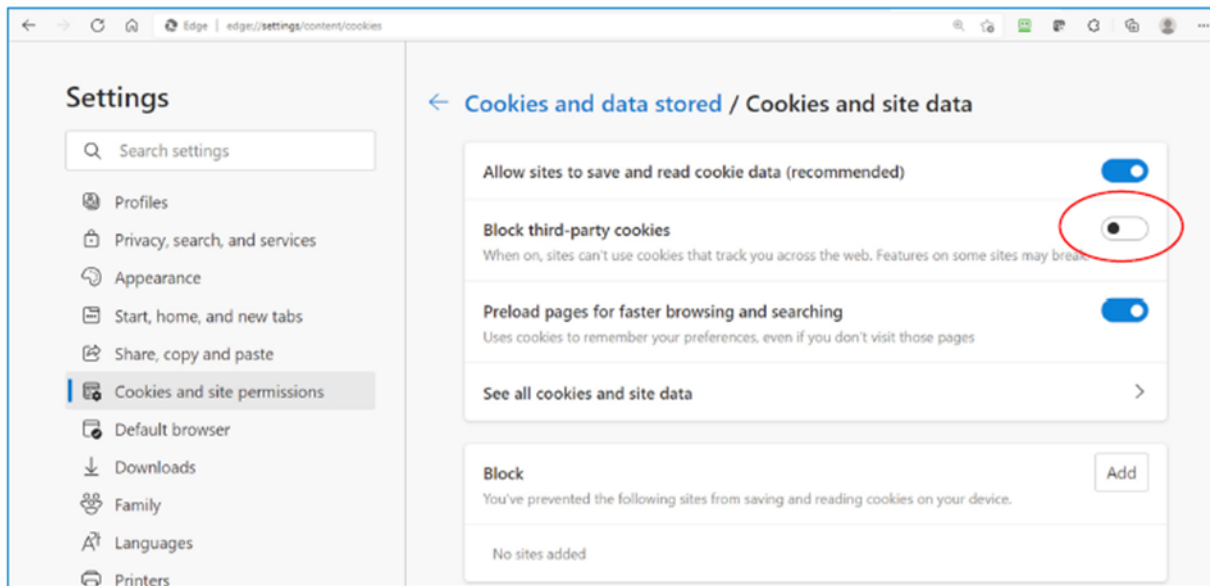 Edge | edge://settings/content/cookies
Settings
Search settings
Profiles
Privacy, search, and services
Appearance
Start, home, and new tabs
Share, copy and paste
Cookies and site permissions
Default browser
Downloads
Family
Languages
Printers
Cookies and data stored / Cookies and site data
Allow sites to save and read cookie data (recommended)
Block third-party cookies
When on, sites can't use cookies that track you across the web. Features on some sites may break.
Preload pages for faster browsing and searching
Uses cookies to remember your preferences, even if you don't visit those pages
See all cookies and site data
Block
Add
You've prevented the following sites from saving and reading cookies on your device.
No sites added